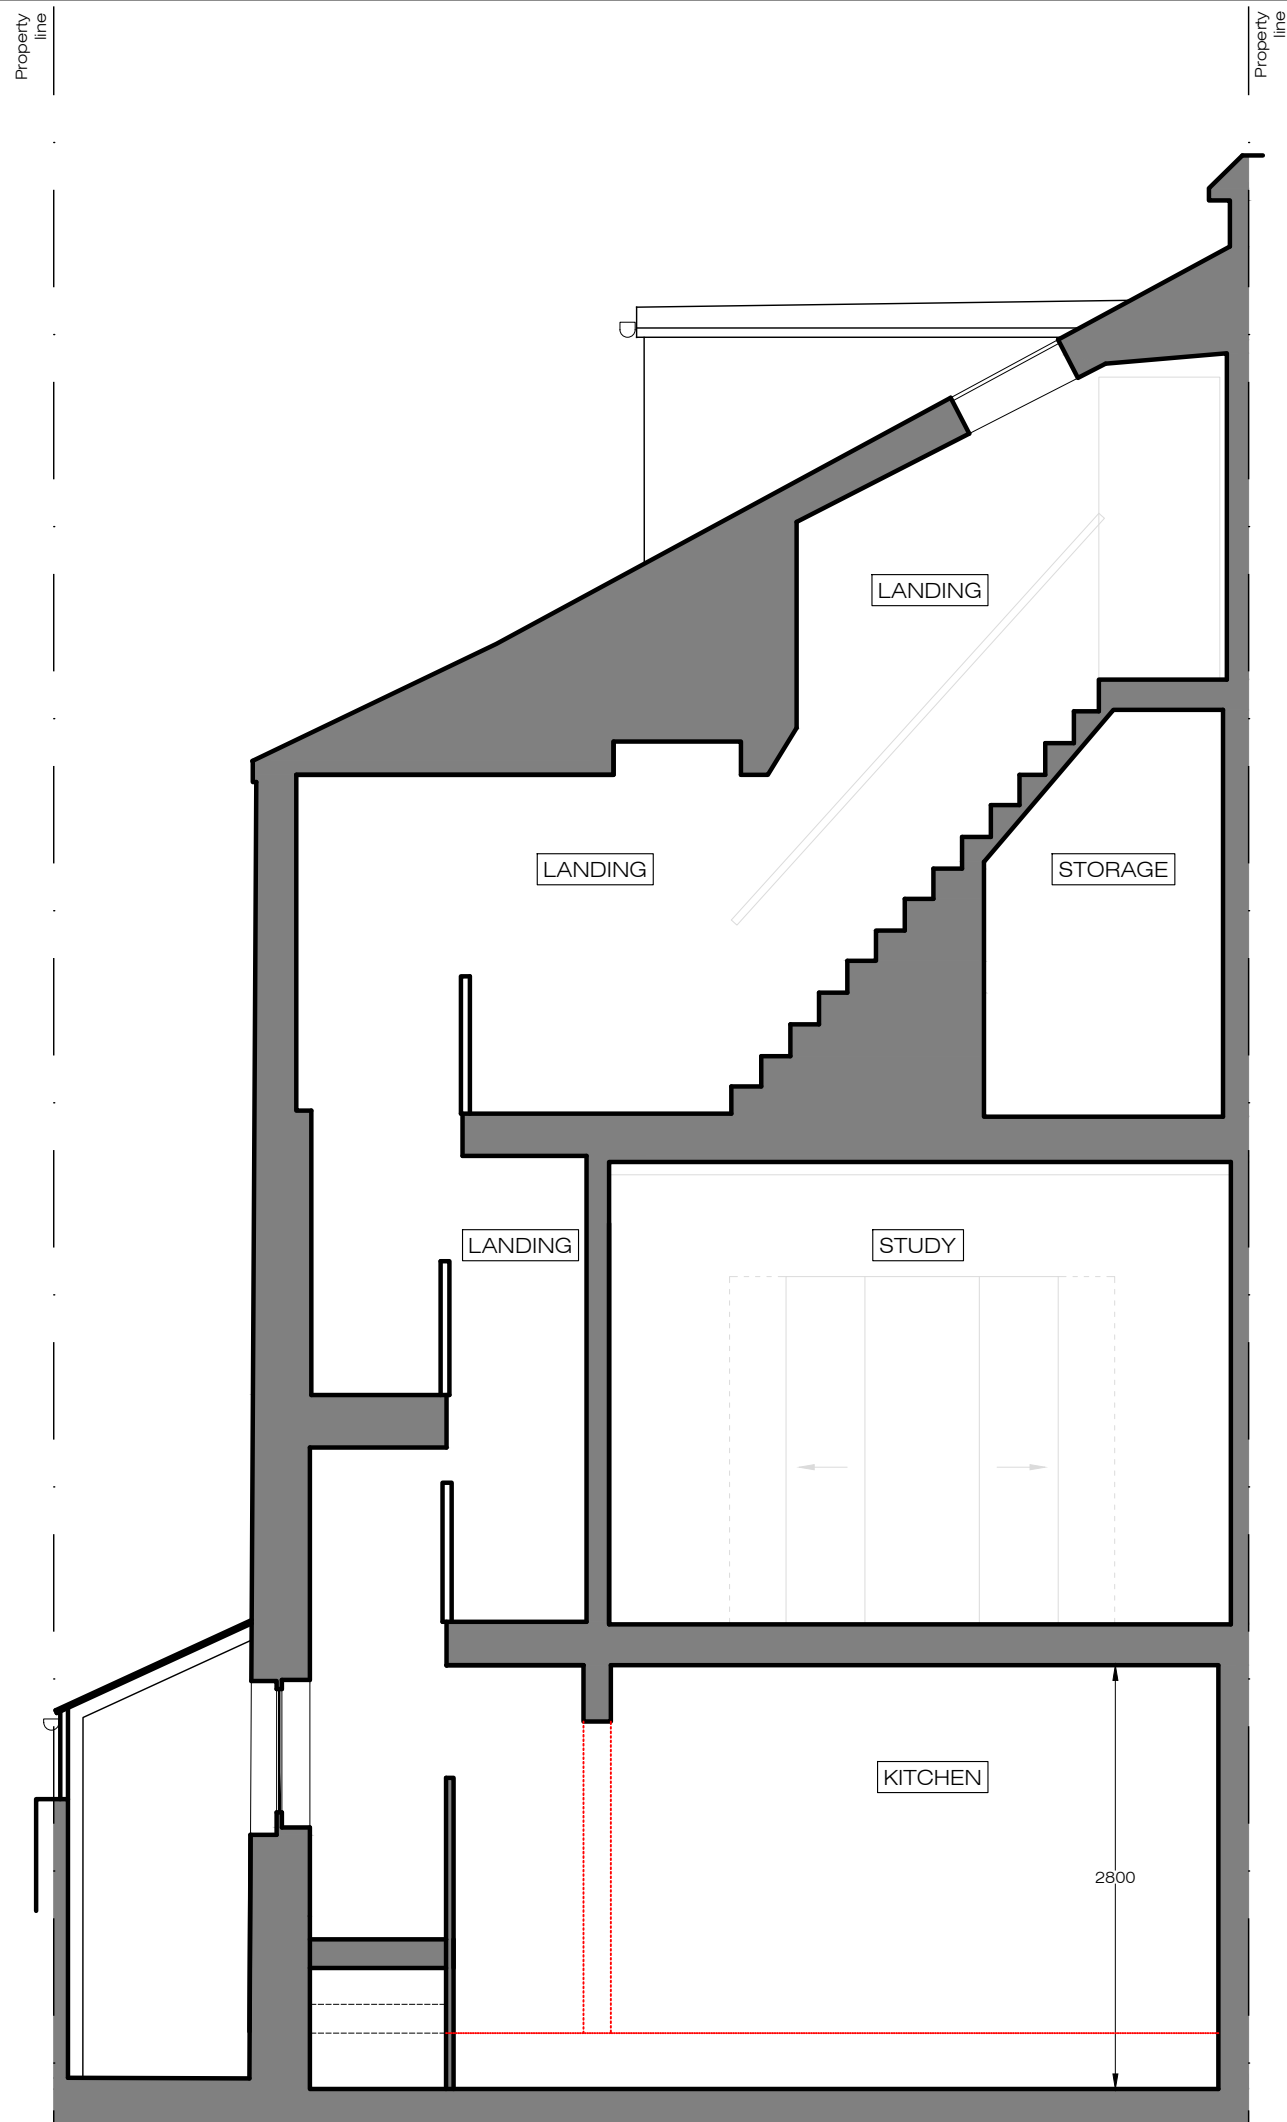 Property
line
Property
line
LANDING
LANDING
STORAGE
LANDING
STUDY
KITCHEN
2800